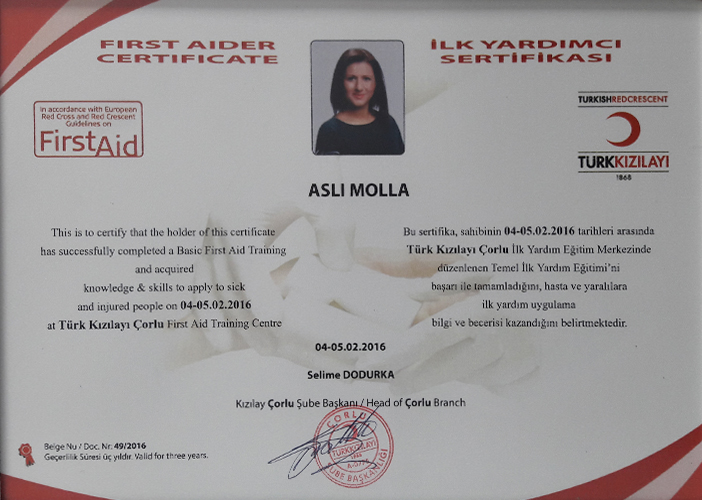 FIRST AIDER
CERTIFICATE
İLK YARDIMCI
SERTİFİKASI
In accordance with European
Red Cross and Red Crescent
Guidelines on
First Aid
TURKISHREDCRESCENT
TÜRKKIZILAYI
1868
ASLI MOLLA
This is to certify that the holder of this certificate
has successfully completed a Basic First Aid Training
and acquired
knowledge & skills to apply to sick
and injured people on 04-05.02.2016
at Türk Kızılayı Çorlu First Aid Training Centre
Bu sertifika, sahibinin 04-05.02.2016 tarihleri arasında
Türk Kızılayı Çorlu İlk Yardım Eğitim Merkezinde
düzenlenen Temel İlk Yardım Eğitimi'ni
başarı ile tamamladığını, hasta ve yaralılara
ilk yardım uygulama
bilgi ve becerisi kazandığını belirtmektedir.
04-05.02.2016
Selime DODURKA
Kızılay Çorlu Şube Başkanı / Head of Çorlu Branch
ÇORLU
TÜRKKIZILAYI
ŞUBE BAŞKANLIĞI
Belge Nu / Doc. Nr: 49/2016
Geçerlilik Süresi üç yıldır. Valid for three years.